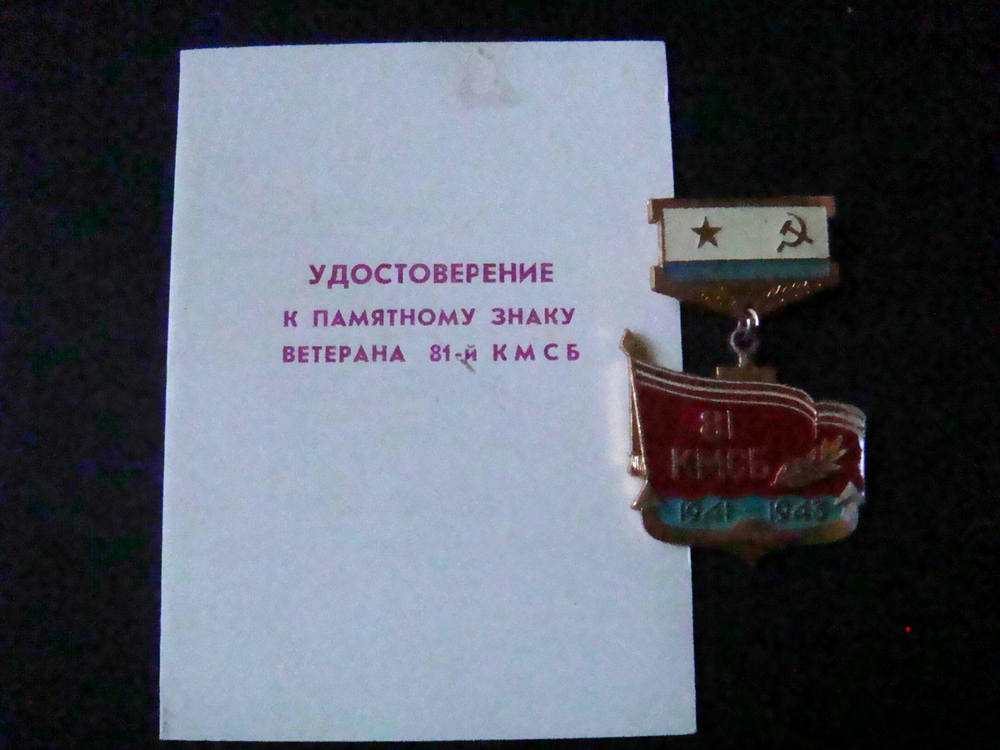 УДОСТОВЕРЕНИЕ
К ПАМЯТНОМУ ЗНАКУ
ВЕТЕРАНА 81-й КМСБ
81
КМСБ
1941 1943